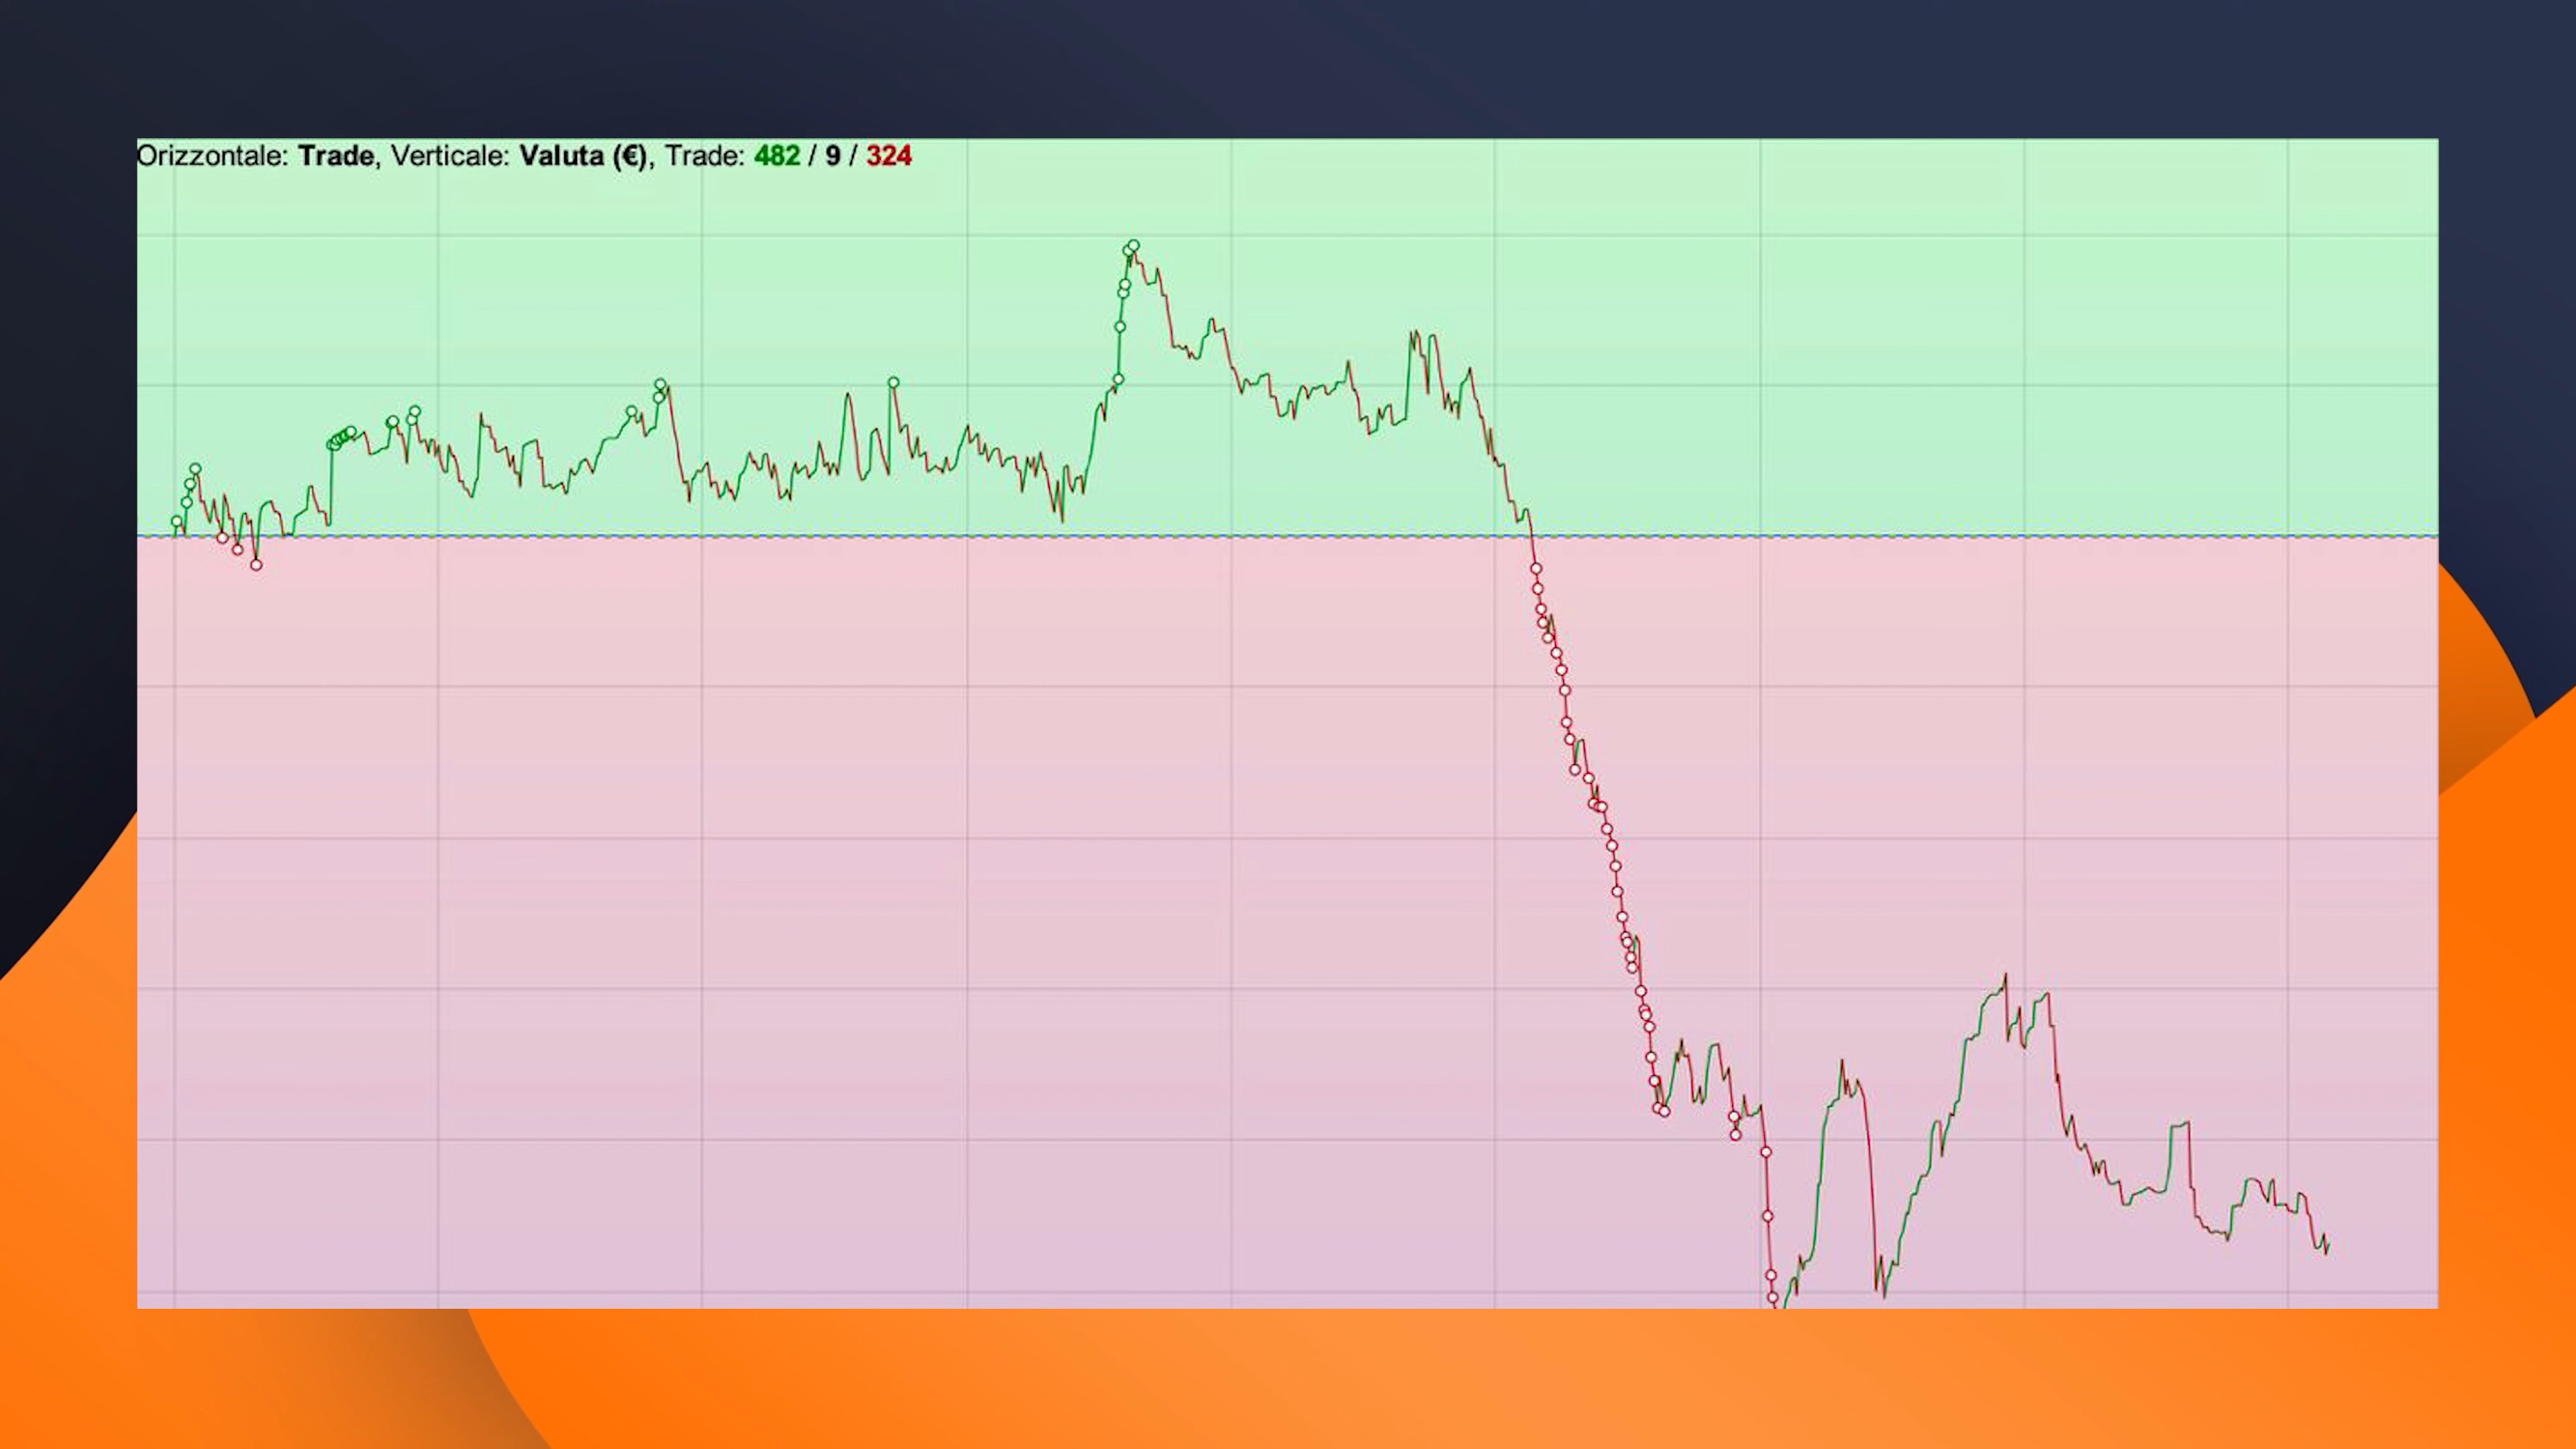 Orizzontale: Trade, Verticale: Valuta (€), Trade: 482 / 9 / 324